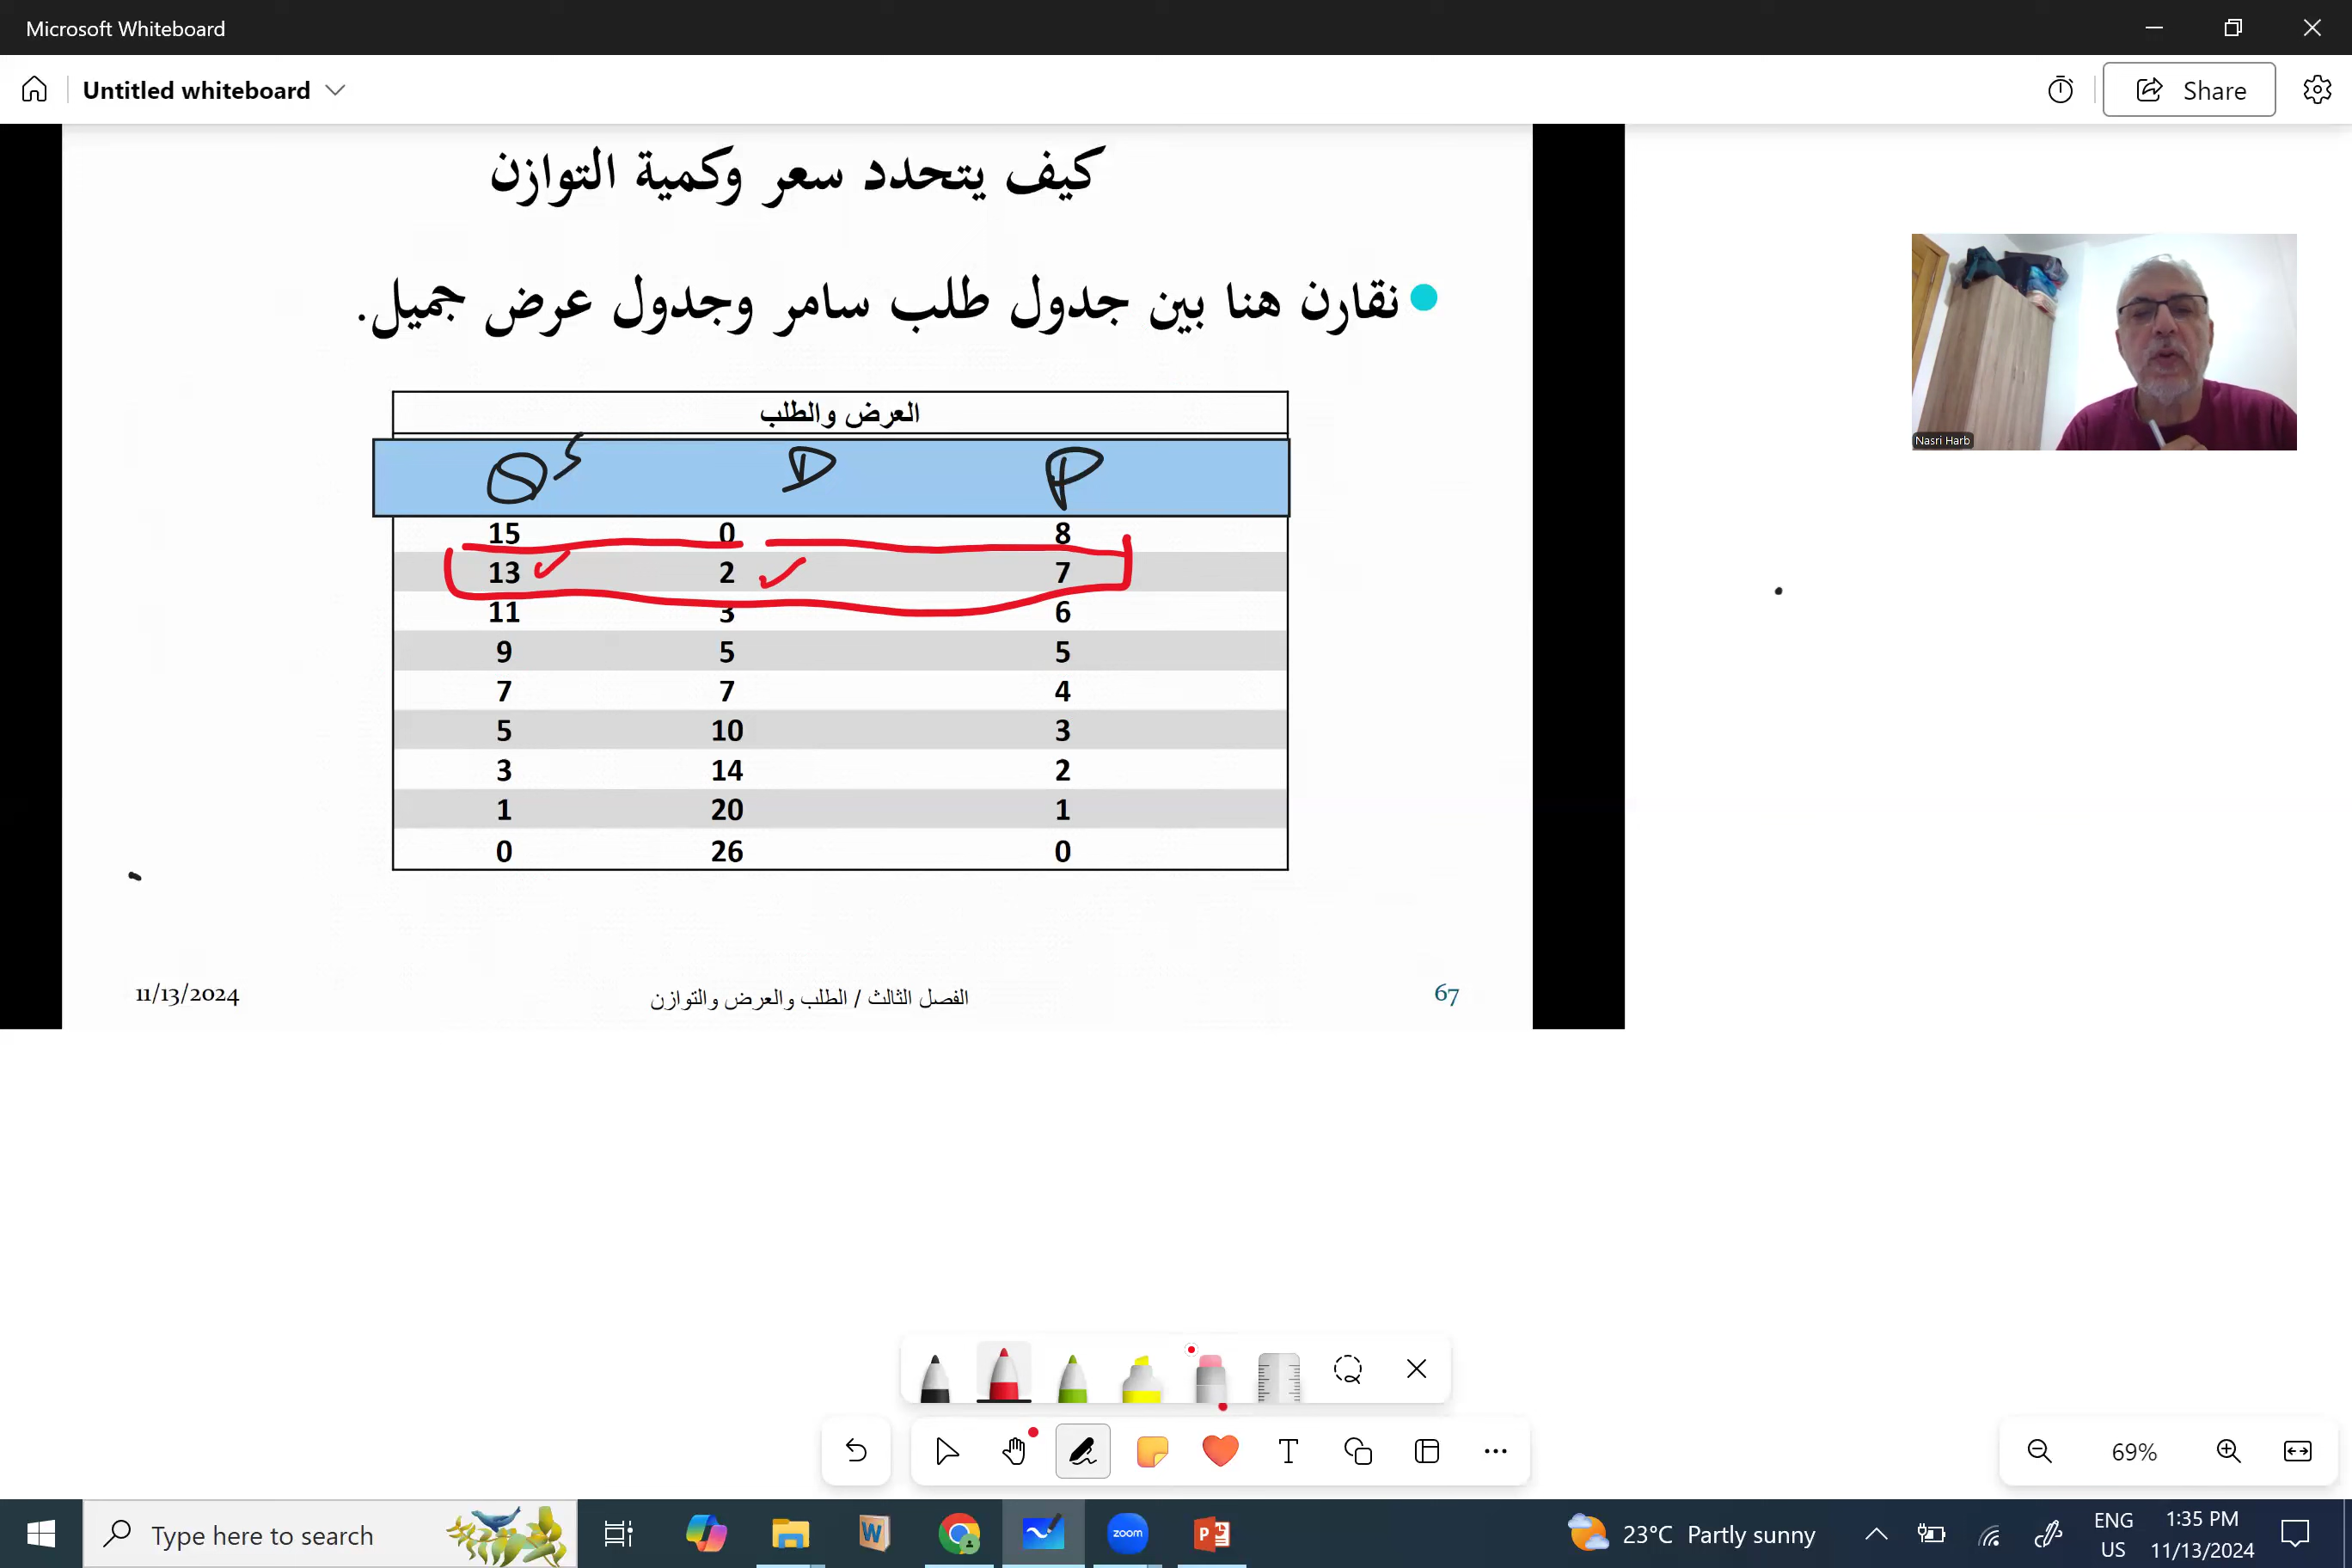 Microsoft Whiteboard
Untitled whiteboard
Share
كيف يتحدد سعر وكمية التوازن
نقارن هنا بين جدول طلب سامر وجدول عرض جميل.
Nasri Harb
العرض والطلب
Qs D P
15 0 8
13 2 7
11 3 6
9 5 5
7 7 4
5 10 3
3 14 2
1 20 1
0 26 0
11/13/2024
الفصل الثالث / الطلب والعرض والتوازن
67
69%
Type here to search
W
zoom
P
23°C Partly sunny
ENG
US
1:35 PM
11/13/2024